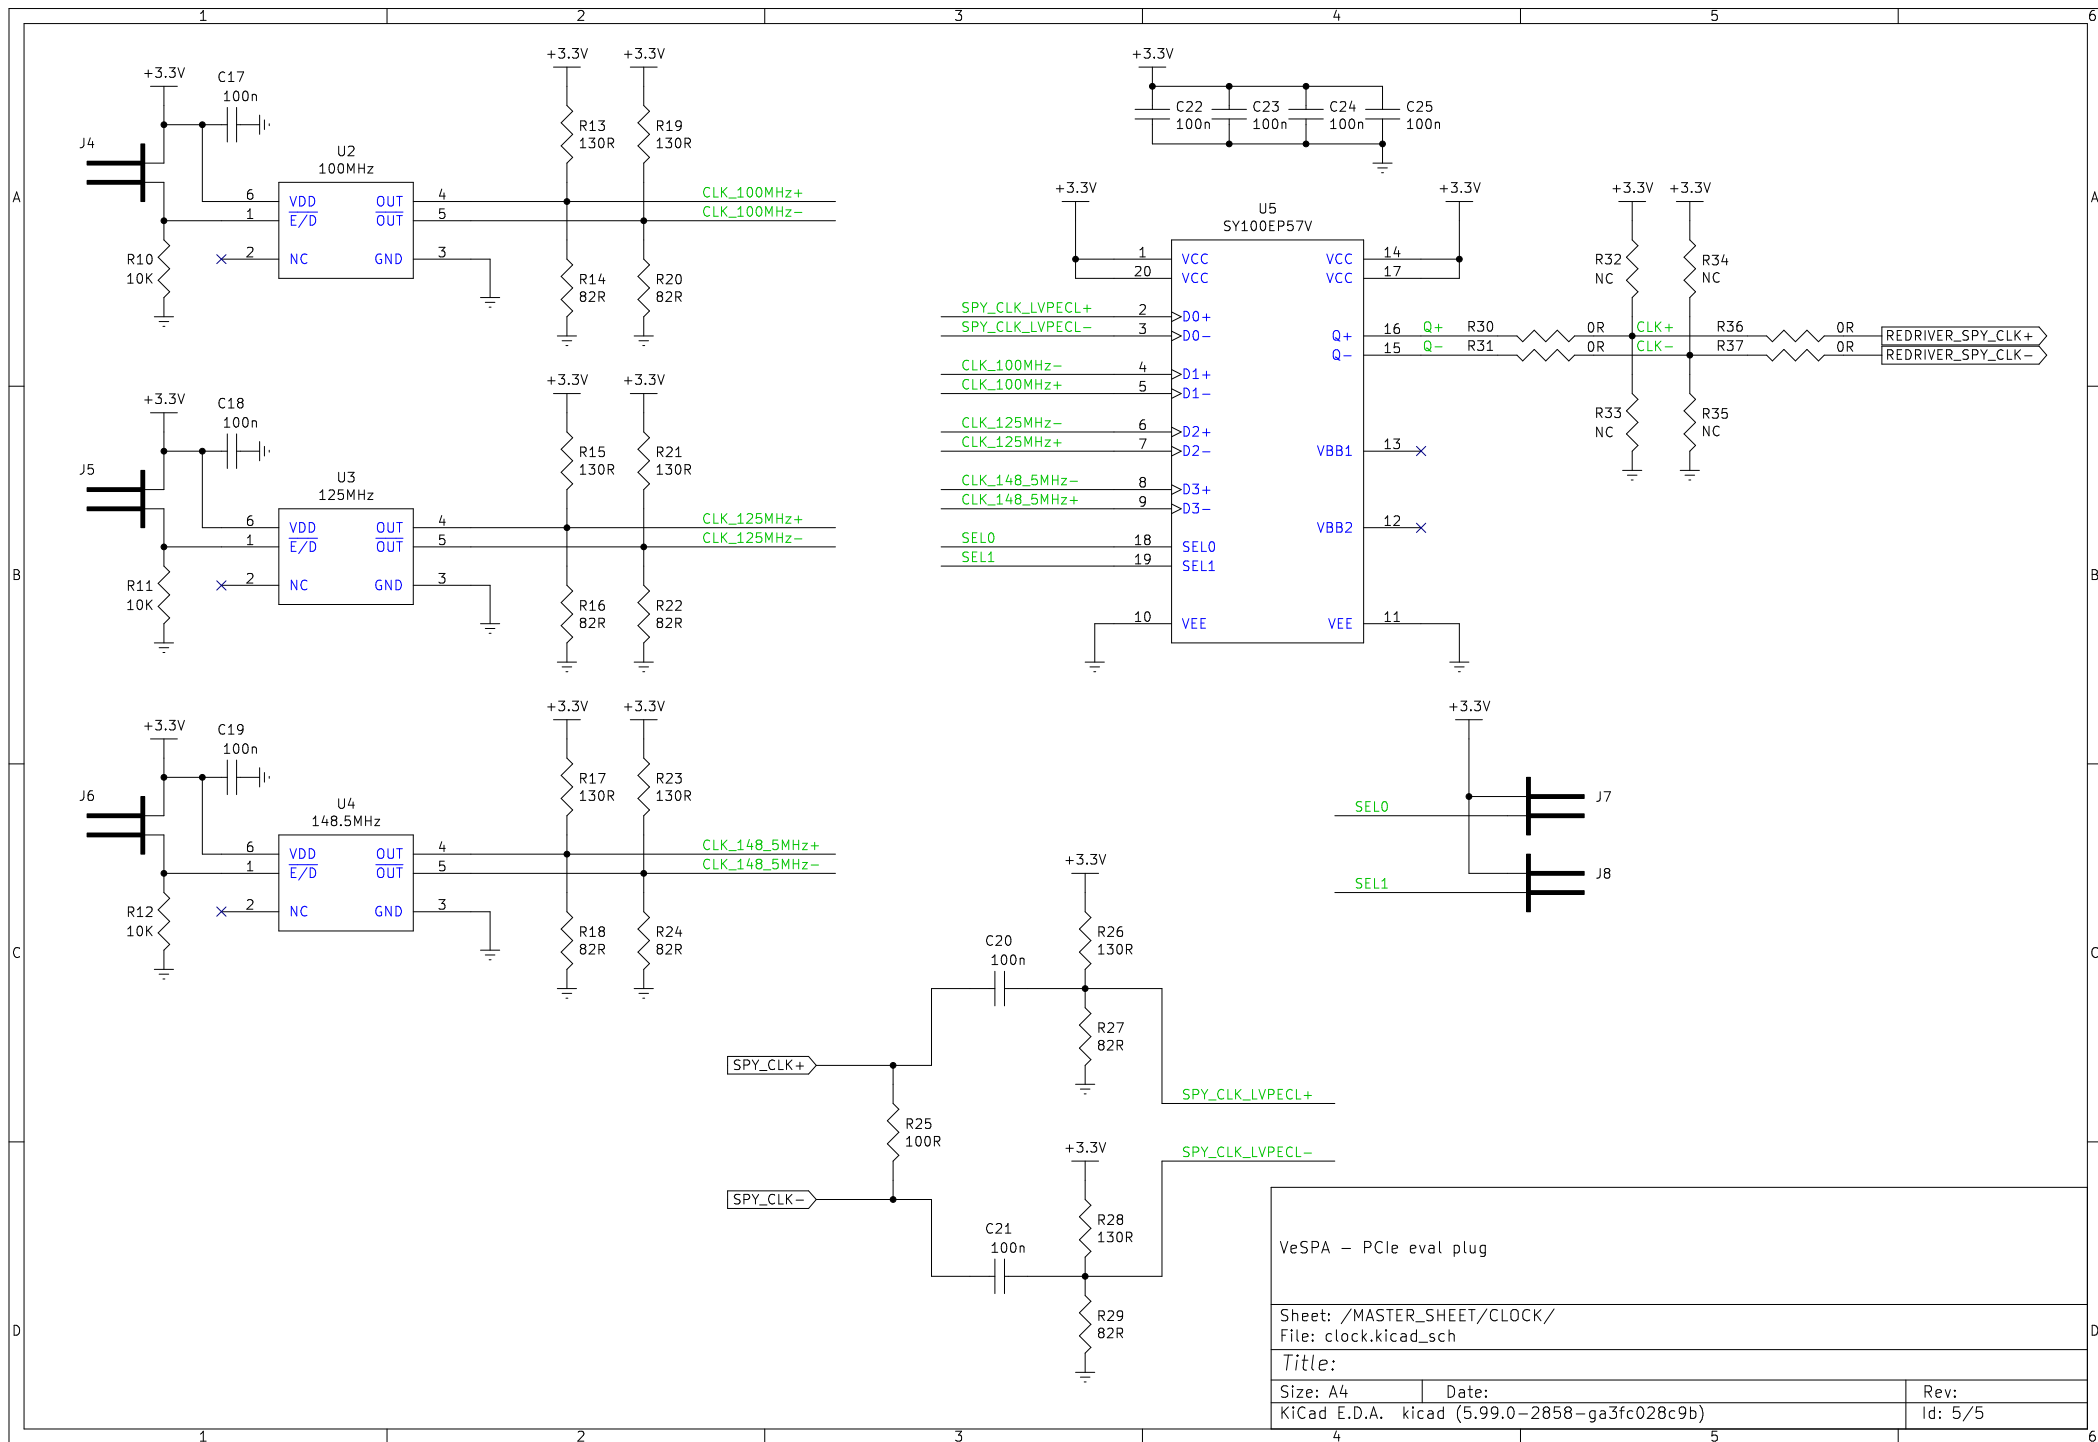 1 2 3 4 5 6
A
B
C
D
+3.3V
C17
100n
J4
U2
100MHz
6 VDD OUT 4
1 E/D OUT 5
2 NC GND 3
R10
10K
+3.3V +3.3V
R13
130R
R19
130R
CLK_100MHz+
CLK_100MHz-
R14
82R
R20
82R
+3.3V
C18
100n
J5
U3
125MHz
6 VDD OUT 4
1 E/D OUT 5
2 NC GND 3
R11
10K
+3.3V +3.3V
R15
130R
R21
130R
CLK_125MHz+
CLK_125MHz-
R16
82R
R22
82R
+3.3V
C19
100n
J6
U4
148.5MHz
6 VDD OUT 4
1 E/D OUT 5
2 NC GND 3
R12
10K
+3.3V +3.3V
R17
130R
R23
130R
CLK_148_5MHz+
CLK_148_5MHz-
R18
82R
R24
82R
+3.3V
C22
100n
C23
100n
C24
100n
C25
100n
+3.3V +3.3V
U5
SY100EP57V
1 VCC VCC 14
20 VCC VCC 17
SPY_CLK_LVPECL+ 2 D0+
SPY_CLK_LVPECL- 3 D0-
CLK_100MHz- 4 D1+
CLK_100MHz+ 5 D1-
CLK_125MHz- 6 D2+
CLK_125MHz+ 7 D2-
CLK_148_5MHz- 8 D3+
CLK_148_5MHz+ 9 D3-
SEL0 18 SEL0
SEL1 19 SEL1
10 VEE VEE 11
Q+ 16 Q+ R30 0R CLK+ R36 0R REDRIVER_SPY_CLK+
Q- 15 Q- R31 0R CLK- R37 0R REDRIVER_SPY_CLK-
VBB1 13
VBB2 12
+3.3V +3.3V
R32
NC
R34
NC
R33
NC
R35
NC
+3.3V
SEL0 J7
SEL1 J8
SPY_CLK+
SPY_CLK-
R25
100R
C20
100n
+3.3V
R26
130R
R27
82R
SPY_CLK_LVPECL+
SPY_CLK_LVPECL-
C21
100n
+3.3V
R28
130R
R29
82R
VeSPA - PCIe eval plug
Sheet: /MASTER_SHEET/CLOCK/
File: clock.kicad_sch
Title:
Size: A4 Date: Rev:
KiCad E.D.A. kicad (5.99.0-2858-ga3fc028c9b) Id: 5/5
A
B
C
D
1 2 3 4 5 6